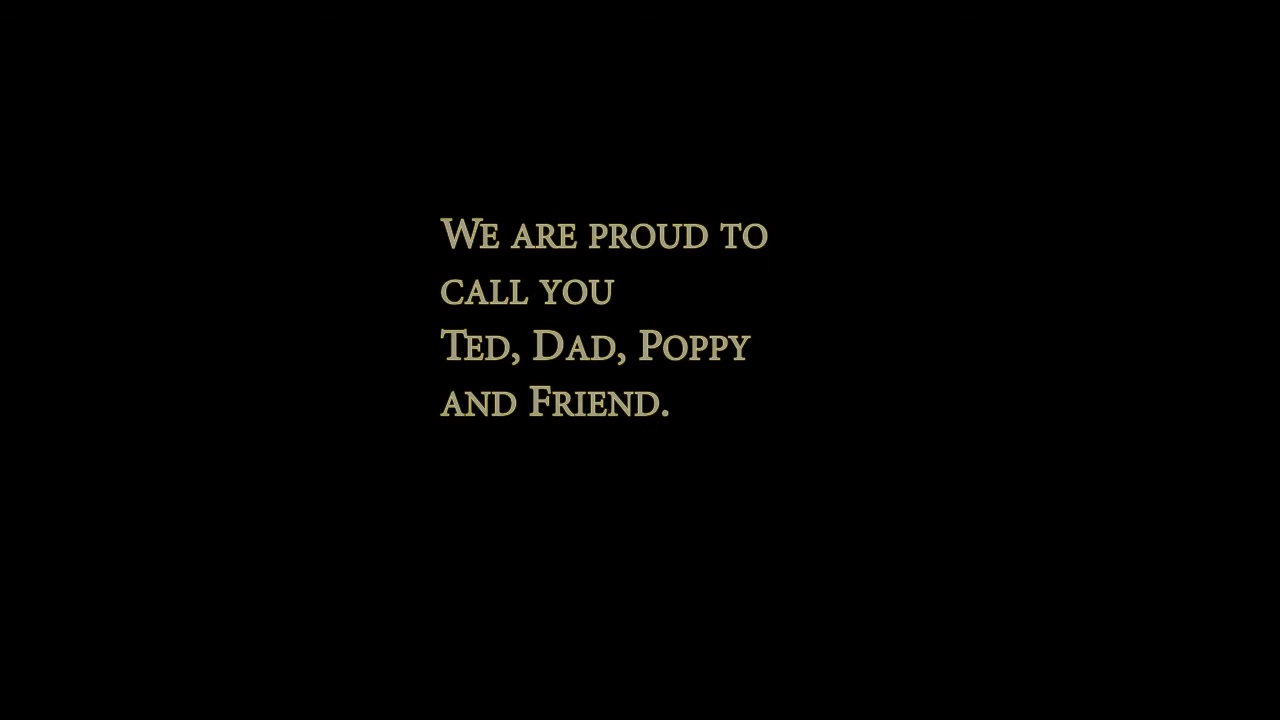 We are proud to
call you
Ted, Dad, Poppy
and Friend.